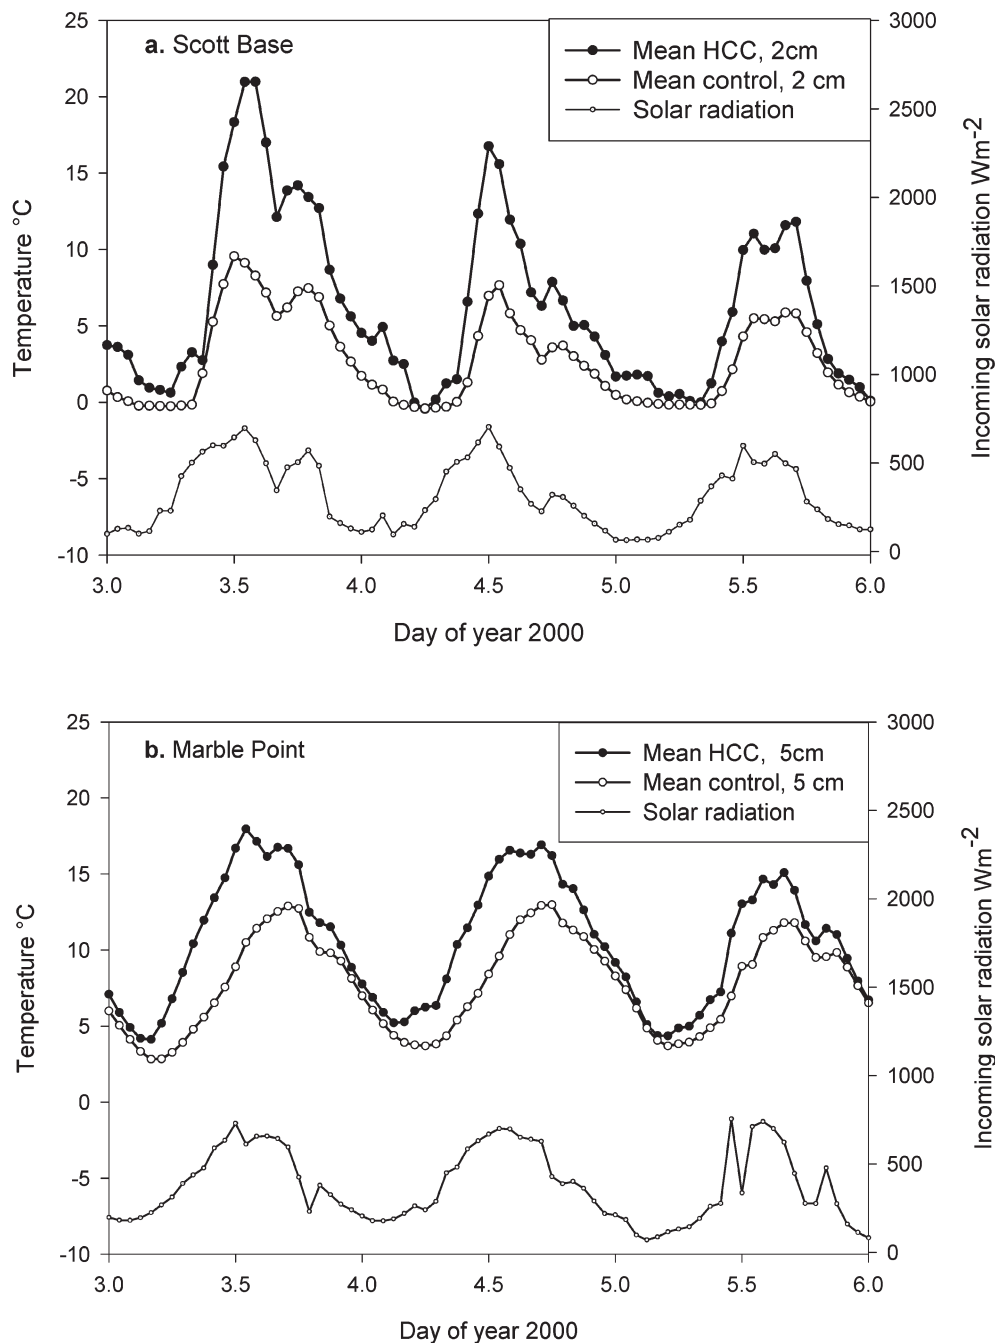 a. Scott Base
Mean HCC, 2cm
Mean control, 2 cm
Solar radiation
25
20
15
10
5
0
-5
-10
Temperature °C
3000
2500
2000
1500
1000
500
0
Incoming solar radiation Wm-2
3.0 3.5 4.0 4.5 5.0 5.5 6.0
Day of year 2000
b. Marble Point
Mean HCC, 5cm
Mean control, 5 cm
Solar radiation
25
20
15
10
5
0
-5
-10
Temperature °C
3000
2500
2000
1500
1000
500
0
Incoming solar radiation Wm-2
3.0 3.5 4.0 4.5 5.0 5.5 6.0
Day of year 2000